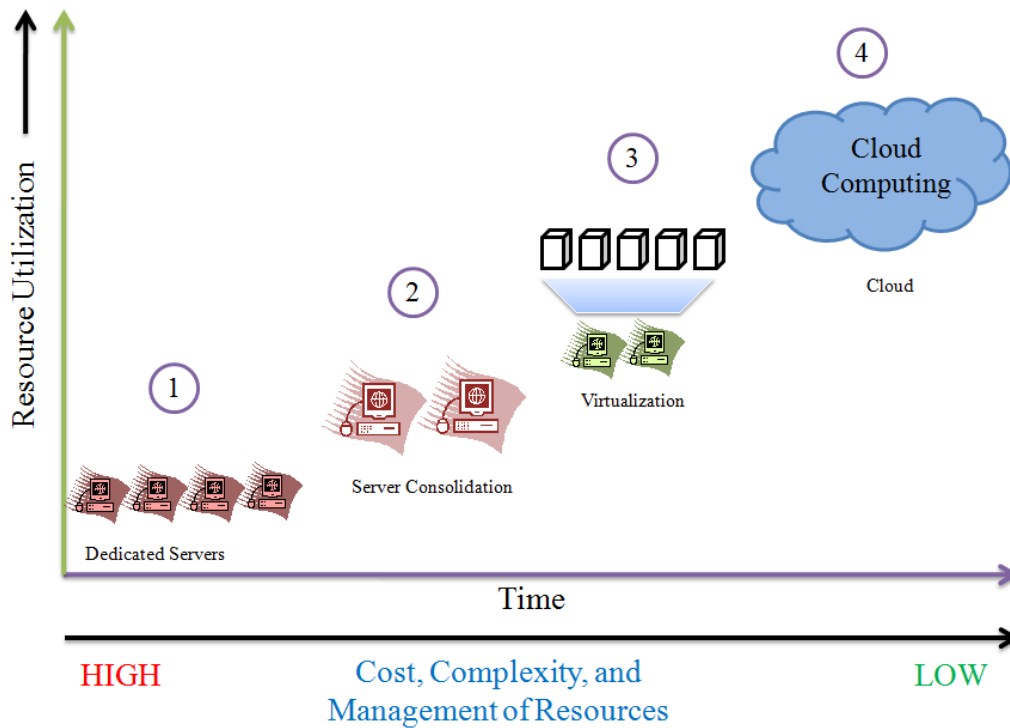 4
Cloud
Computing
Cloud
3
Virtualization
2
Server Consolidation
1
Dedicated Servers
Resource Utilization
Time
HIGH
Cost, Complexity, and
Management of Resources
LOW